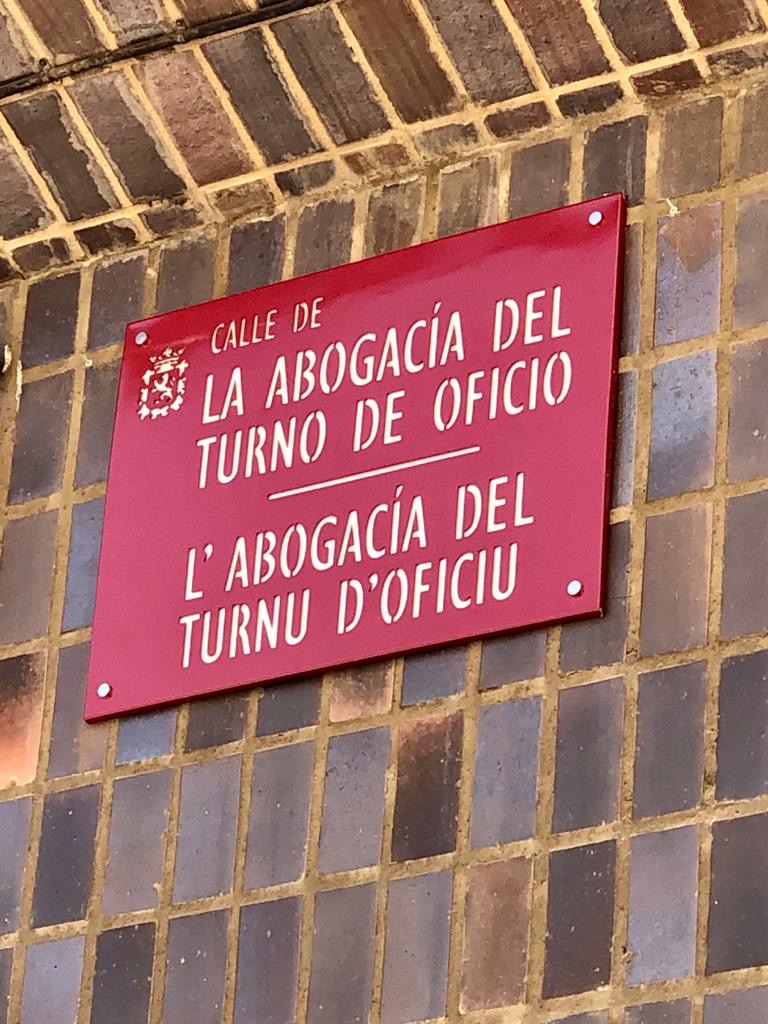 CALLE DE
LA ABOGACÍA DEL
TURNO DE OFICIO
L' ABOGACÍA DEL
TURNU D'OFICIU